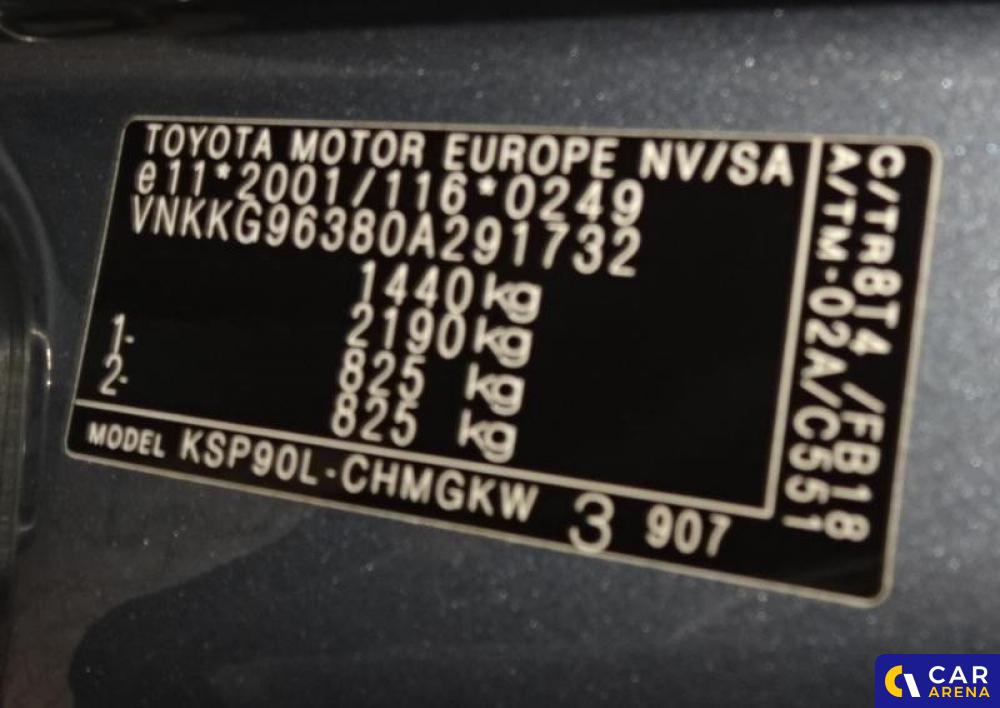 TOYOTA MOTOR EUROPE NV/SA
e11*2001/116*0249
VNKKG96380A291732
1440 kg
2190 kg
1- 825 kg
2- 825 kg
MODEL KSP90L-CHMGKW 3 907
C/TR8T4 /FB18
A/TM-02A/C551
CAR
ARENA